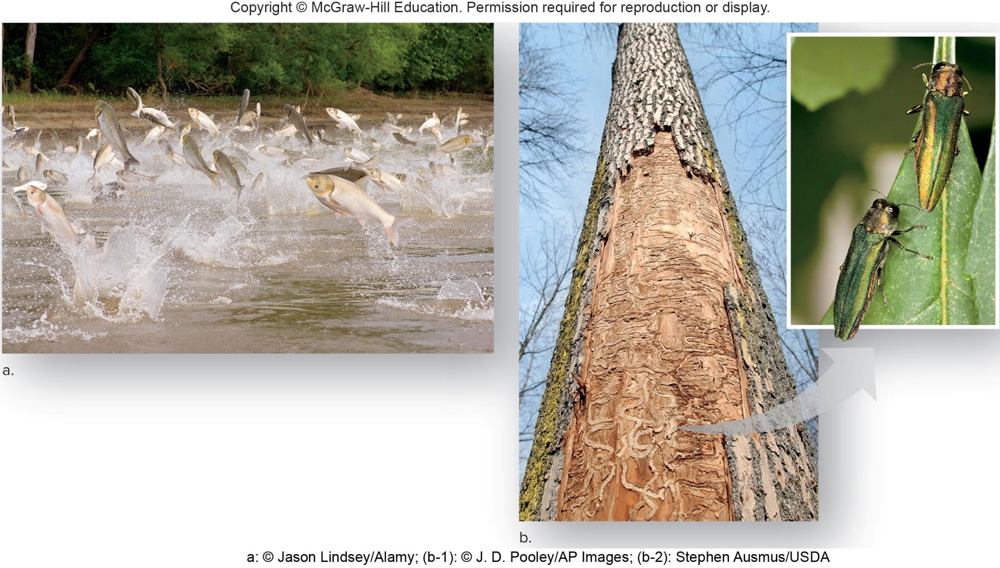 Copyright © McGraw-Hill Education. Permission required for reproduction or display.
a.
b.
a: © Jason Lindsey/Alamy; (b-1): © J. D. Pooley/AP Images; (b-2): Stephen Ausmus/USDA